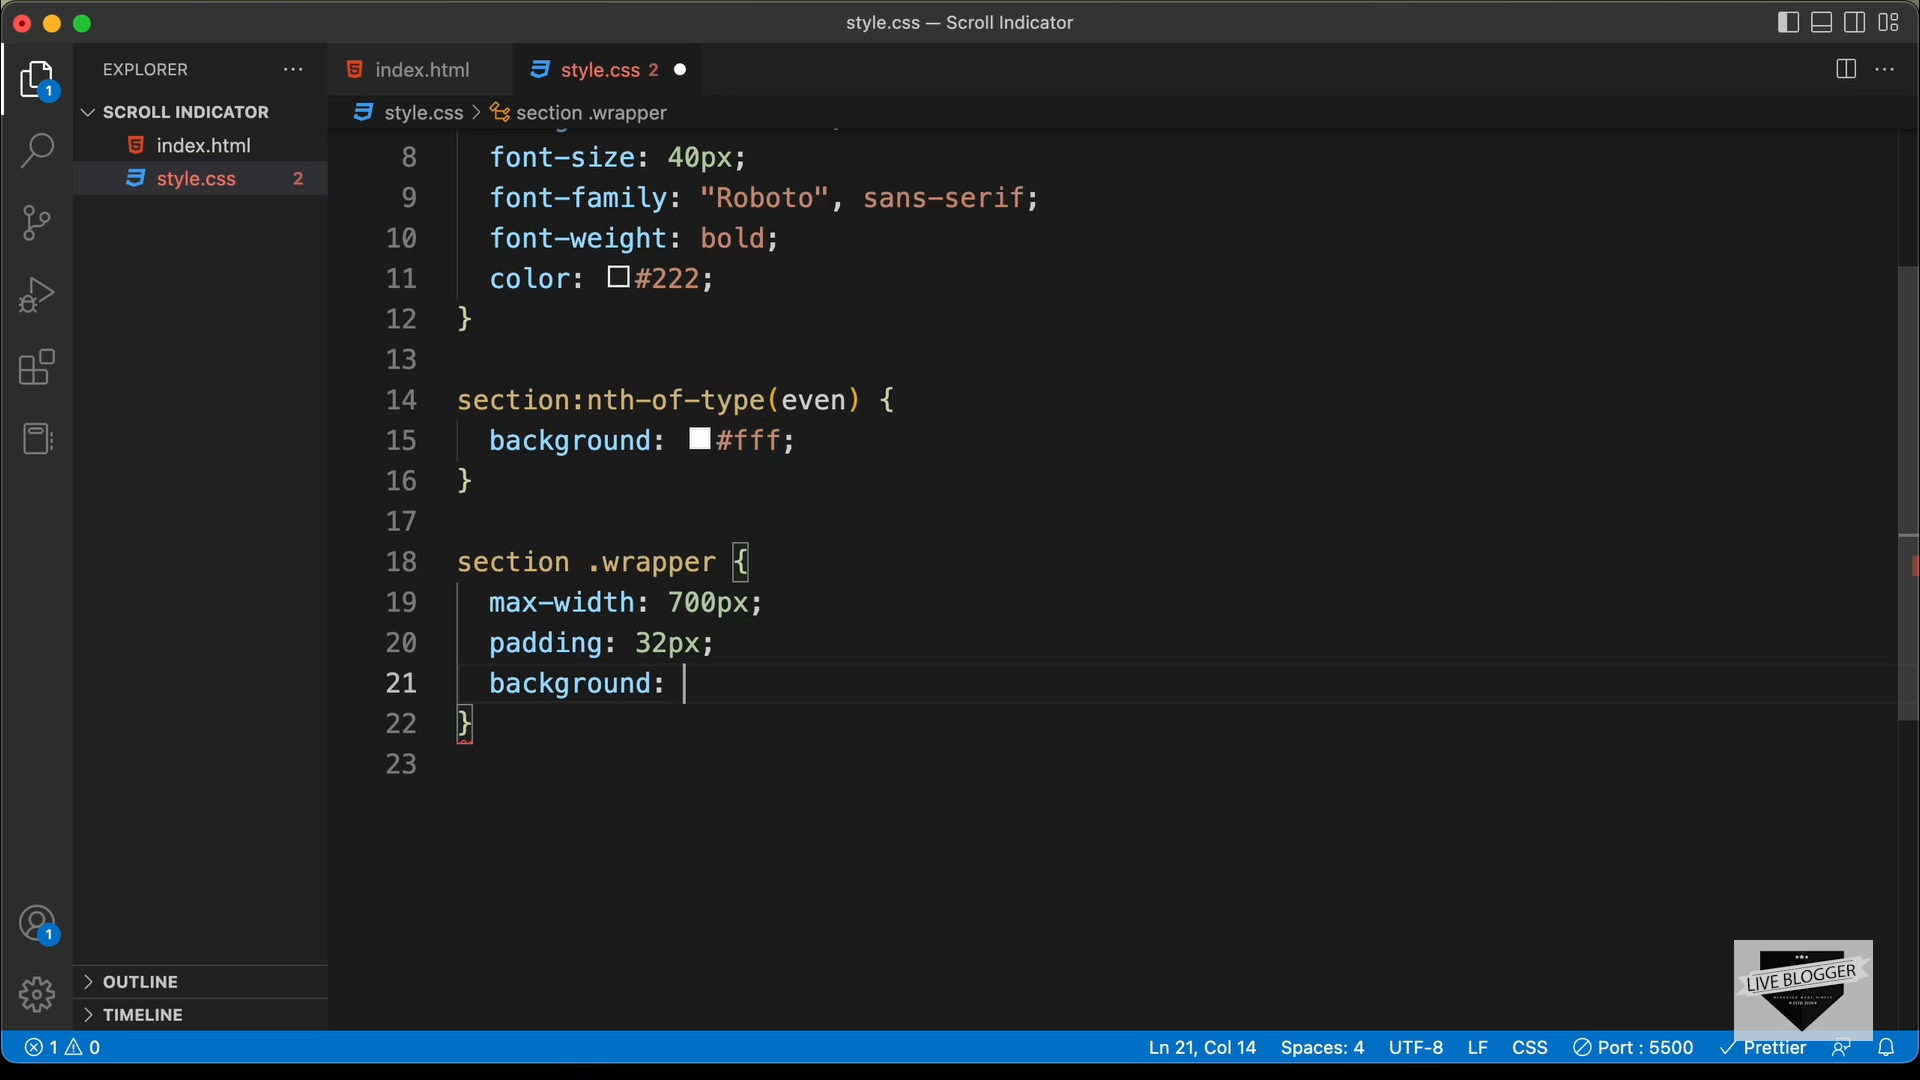 style.css — Scroll Indicator
EXPLORER
index.html
style.css 2
1
SCROLL INDICATOR
style.css > section .wrapper
index.html
style.css 2
8 font-size: 40px;
9 font-family: "Roboto", sans-serif;
10 font-weight: bold;
11 color: #222;
12 }
13
14 section:nth-of-type(even) {
15 background: #fff;
16 }
17
18 section .wrapper {
19 max-width: 700px;
20 padding: 32px;
21 background:
22 }
23
1
OUTLINE
TIMELINE
LIVE BLOGGER
1 0
Ln 21, Col 14 Spaces: 4 UTF-8 LF CSS Port : 5500 Prettier